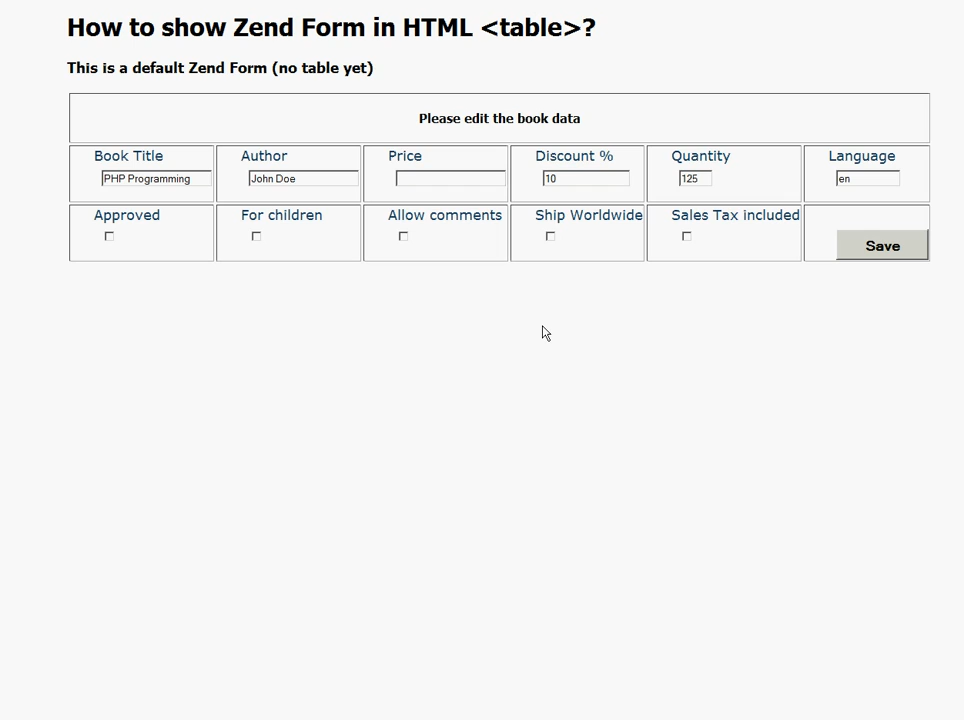 How to show Zend Form in HTML <table>?
This is a default Zend Form (no table yet)
Please edit the book data
Book Title Author Price Discount % Quantity Language
PHP Programming John Doe 10 125 en
Approved For children Allow comments Ship Worldwide Sales Tax included
Save